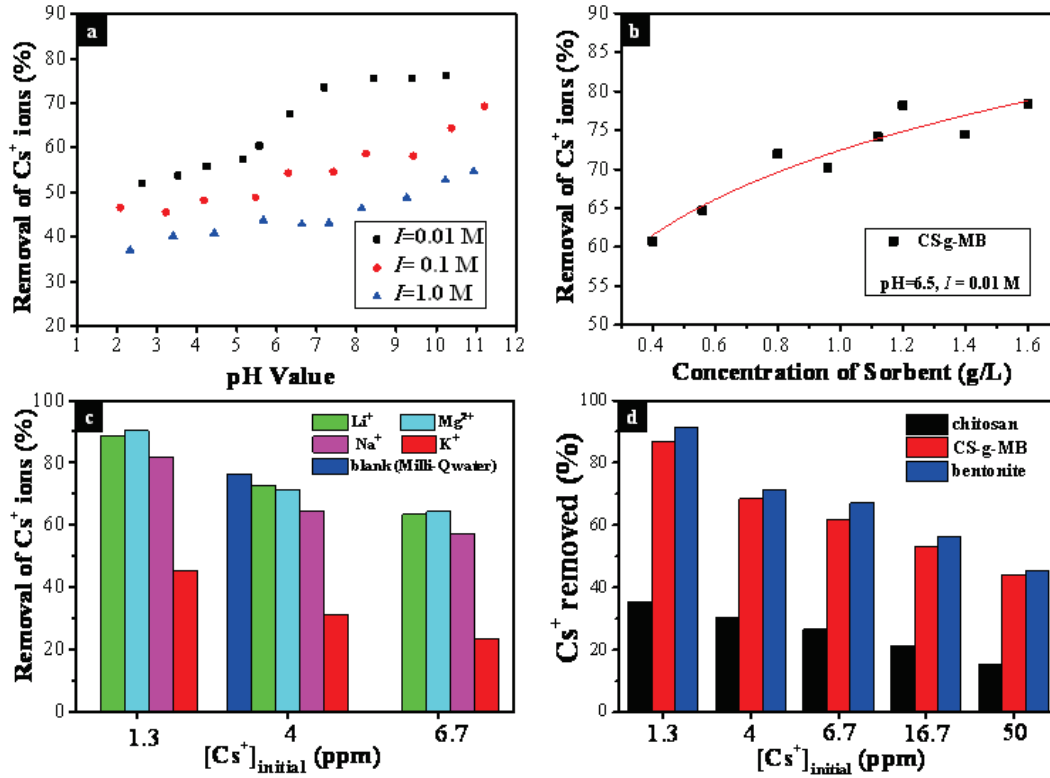 a
90
80
70
60
50
40
30
20
Removal of Cs⁺ ions (%)
I=0.01 M
I= 0.1 M
I=1.0 M
1 2 3 4 5 6 7 8 9 10 11 12
pH Value
b
90
85
80
75
70
65
60
55
50
Removal of Cs⁺ ions (%)
CS-g-MB
pH=6.5, I = 0.01 M
0.4 0.6 0.8 1.0 1.2 1.4 1.6
Concentration of Sorbent (g/L)
c
100
80
60
40
20
0
Removal of Cs⁺ ions (%)
Li⁺ Mg²⁺
Na⁺ K⁺
blank (Milli-Q water)
1.3 4 6.7
[Cs⁺]initial (ppm)
d
100
80
60
40
20
0
Cs⁺ removed (%)
chitosan
CS-g-MB
bentonite
1.3 4 6.7 16.7 50
[Cs⁺]initial (ppm)